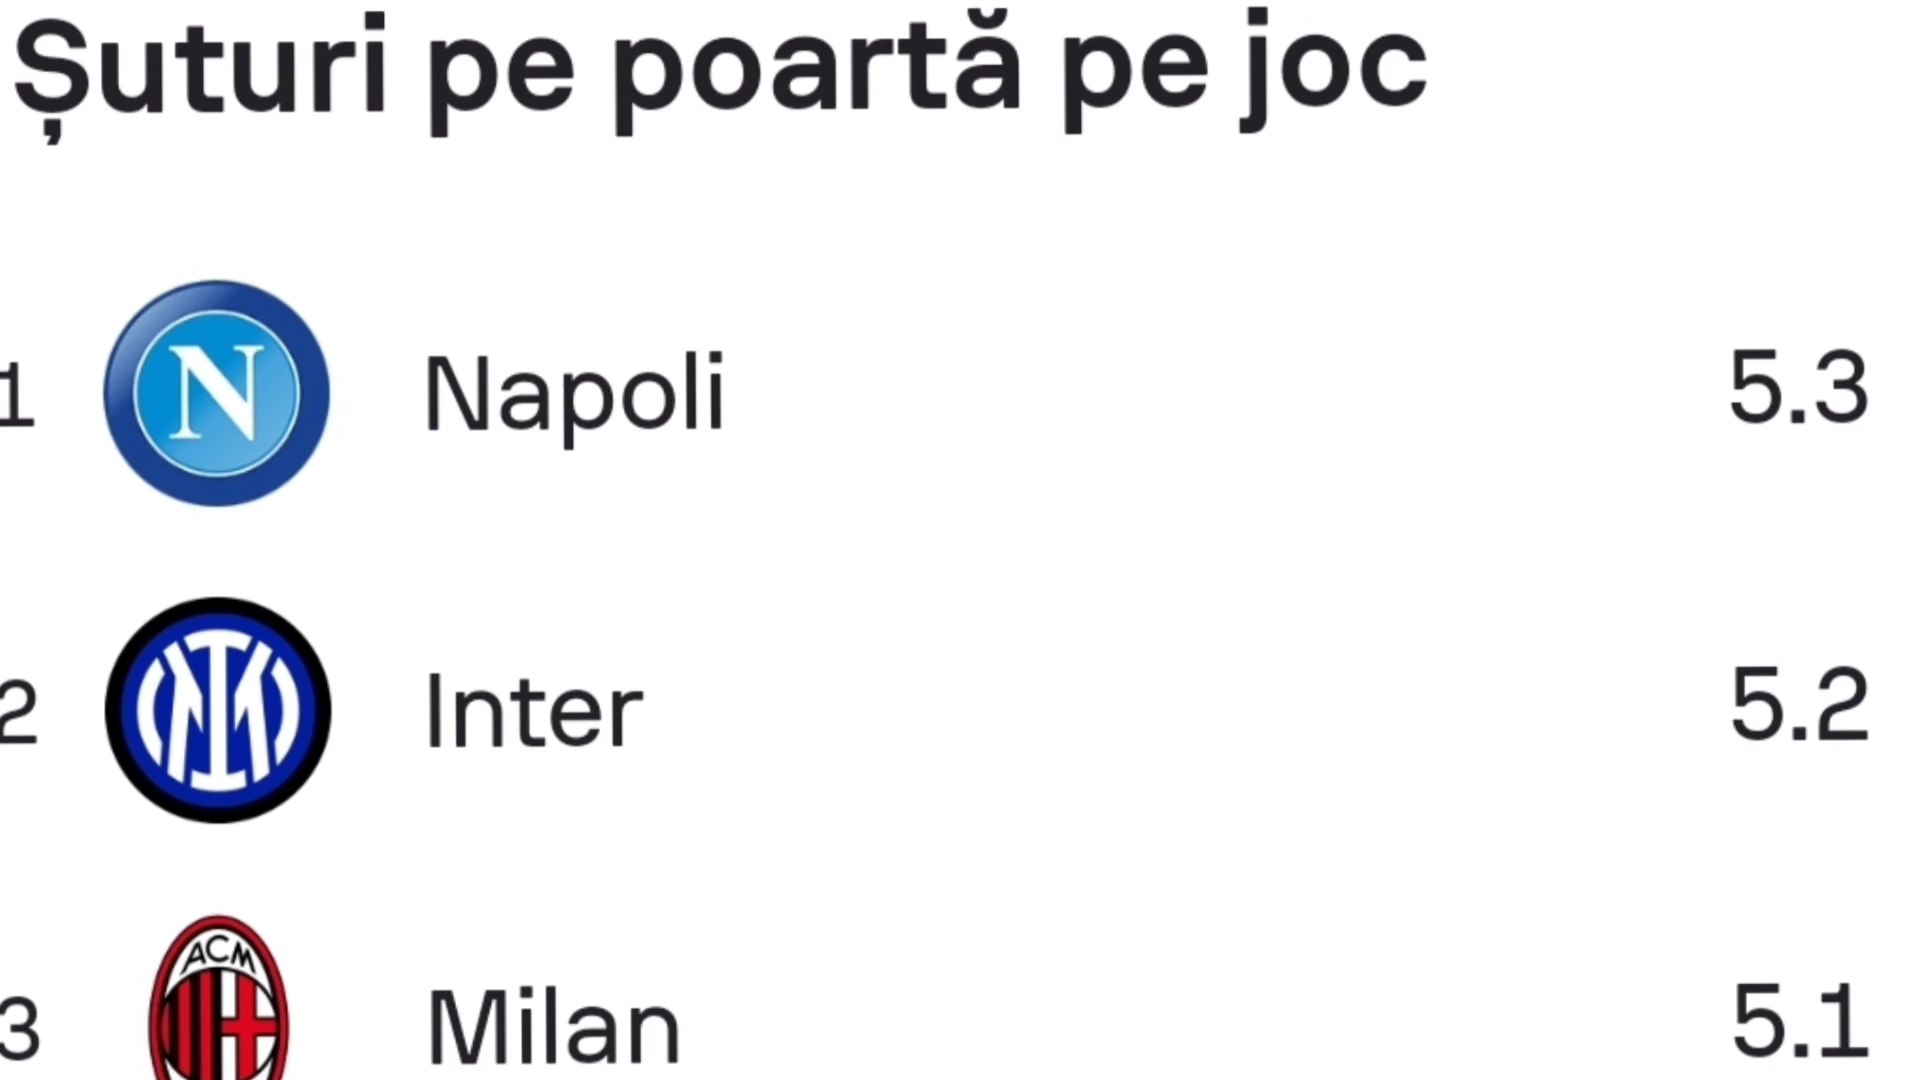 Șuturi pe poartă pe joc
1 N Napoli 5.3
2 Inter 5.2
3 ACM Milan 5.1